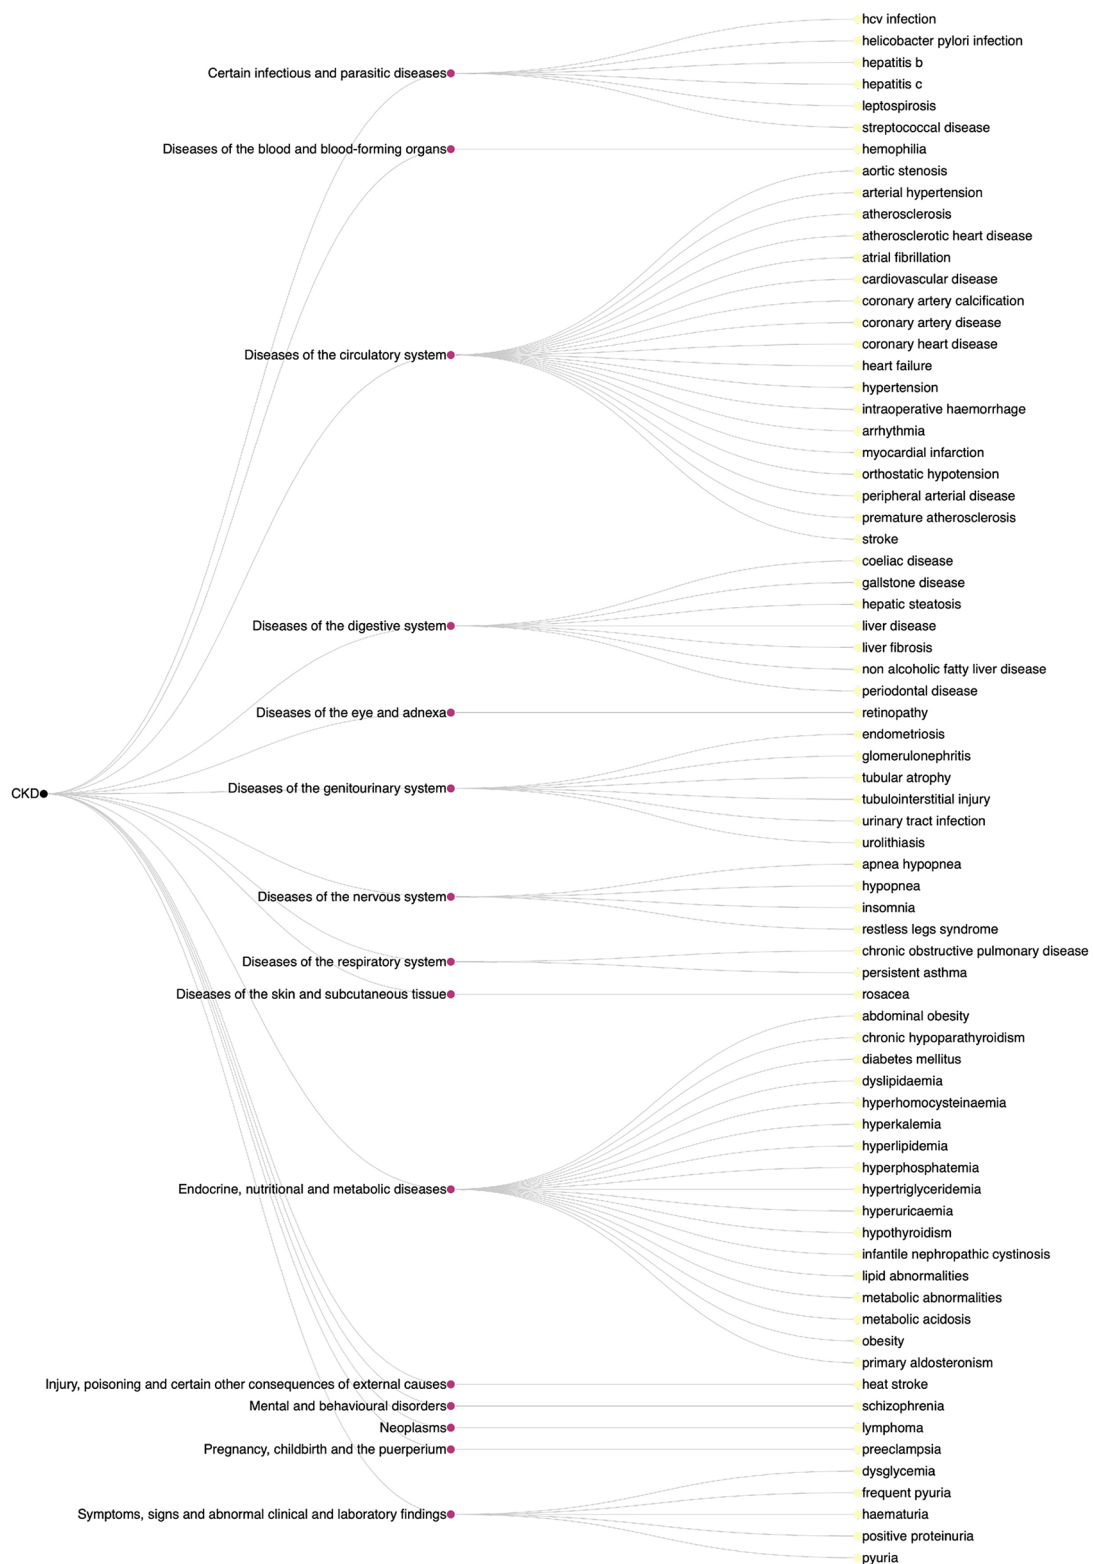 hcv infection
helicobacter pylori infection
hepatitis b
Certain infectious and parasitic diseases
hepatitis c
leptospirosis
streptococcal disease
Diseases of the blood and blood-forming organs
hemophilia
aortic stenosis
arterial hypertension
atherosclerosis
atherosclerotic heart disease
atrial fibrillation
cardiovascular disease
coronary artery calcification
coronary artery disease
coronary heart disease
Diseases of the circulatory system
heart failure
hypertension
intraoperative haemorrhage
arrhythmia
myocardial infarction
orthostatic hypotension
peripheral arterial disease
premature atherosclerosis
stroke
coeliac disease
gallstone disease
hepatic steatosis
Diseases of the digestive system
liver disease
liver fibrosis
non alcoholic fatty liver disease
periodontal disease
Diseases of the eye and adnexa
retinopathy
endometriosis
glomerulonephritis
tubular atrophy
Diseases of the genitourinary system
CKD
tubulointerstitial injury
urinary tract infection
urolithiasis
apnea hypopnea
hypopnea
Diseases of the nervous system
insomnia
restless legs syndrome
chronic obstructive pulmonary disease
Diseases of the respiratory system
persistent asthma
Diseases of the skin and subcutaneous tissue
rosacea
abdominal obesity
chronic hypoparathyroidism
diabetes mellitus
dyslipidaemia
hyperhomocysteinaemia
hyperkalemia
hyperlipidemia
hyperphosphatemia
Endocrine, nutritional and metabolic diseases
hypertriglyceridemia
hyperuricaemia
hypothyroidism
infantile nephropathic cystinosis
lipid abnormalities
metabolic abnormalities
metabolic acidosis
obesity
primary aldosteronism
Injury, poisoning and certain other consequences of external causes
heat stroke
Mental and behavioural disorders
schizophrenia
Neoplasms
lymphoma
Pregnancy, childbirth and the puerperium
preeclampsia
dysglycemia
frequent pyuria
Symptoms, signs and abnormal clinical and laboratory findings
haematuria
positive proteinuria
pyuria